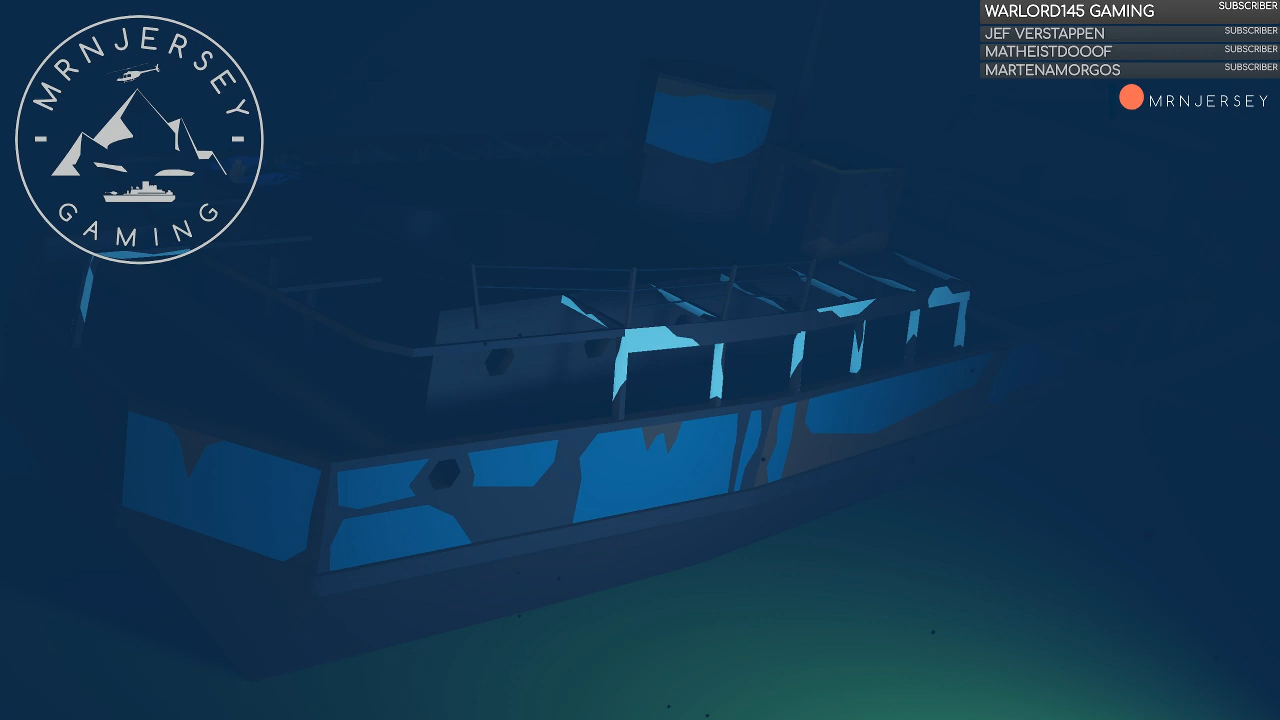 MRNJERSEY
GAMING
WARLORD145 GAMING SUBSCRIBER
JEF VERSTAPPEN SUBSCRIBER
MATHEISTDOOOF SUBSCRIBER
MARTENAMORGOS SUBSCRIBER
MRNJERSEY